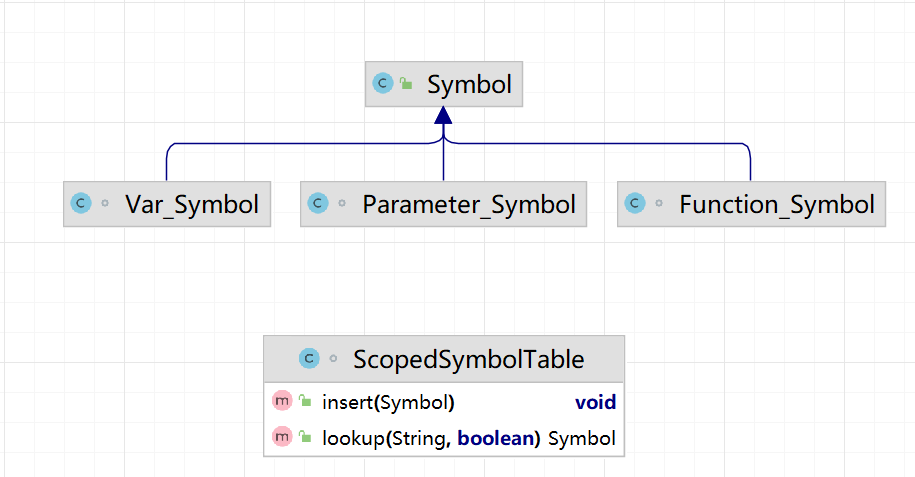 C Symbol
C Var_Symbol
C Parameter_Symbol
C Function_Symbol
C ScopedSymbolTable
m insert(Symbol) void
m lookup(String, boolean) Symbol